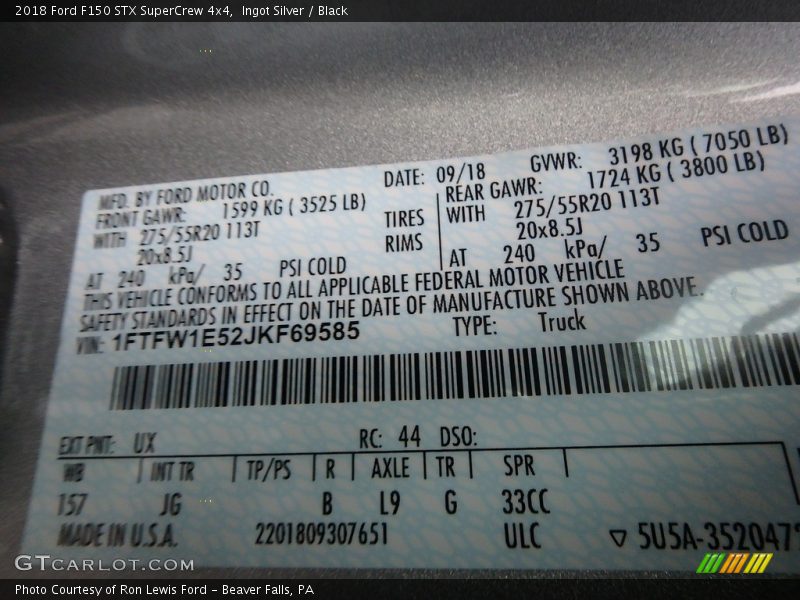 2018 Ford F150 STX SuperCrew 4x4, Ingot Silver / Black
MFD. BY FORD MOTOR CO. DATE: 09/18 GVWR: 3198 KG ( 7050 LB)
FRONT GAWR: 1599 KG ( 3525 LB) REAR GAWR: 1724 KG ( 3800 LB)
WITH 275/55R20 113T TIRES WITH 275/55R20 113T
20x8.5J RIMS 20x8.5J
AT 240 kPa/ 35 PSI COLD AT 240 kPa/ 35 PSI COLD
THIS VEHICLE CONFORMS TO ALL APPLICABLE FEDERAL MOTOR VEHICLE
SAFETY STANDARDS IN EFFECT ON THE DATE OF MANUFACTURE SHOWN ABOVE.
VIN: 1FTFW1E52JKF69585 TYPE: Truck
EXT PNT: UX RC: 44 DSO:
WB INT TR TP/PS R AXLE TR SPR
157 JG B L9 G 33CC
MADE IN U.S.A. 2201809307651 ULC 5U5A-3520472
GTCARLOT.COM
Photo Courtesy of Ron Lewis Ford - Beaver Falls, PA